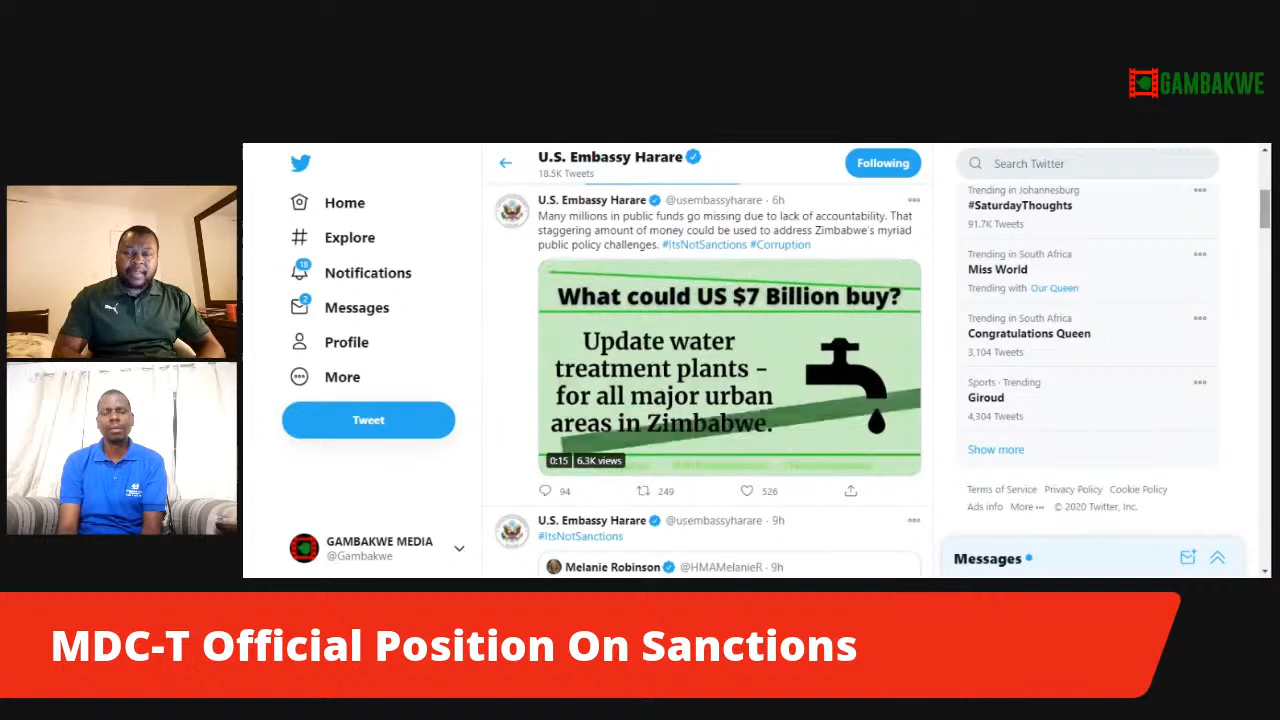 GAMBAKWE
Home
Explore
18
Notifications
2
Messages
Profile
More
Tweet
GAMBAKWE MEDIA
@Gambakwe
U.S. Embassy Harare
18.5K Tweets
Following
U.S. Embassy Harare @usembassyharare · 6h
Many millions in public funds go missing due to lack of accountability. That
staggering amount of money could be used to address Zimbabwe's myriad
public policy challenges. #ItsNotSanctions #Corruption
What could US $7 Billion buy?
Update water
treatment plants –
for all major urban
areas in Zimbabwe.
0:15 6.3K views
94 249 526
U.S. Embassy Harare @usembassyharare · 9h
#ItsNotSanctions
Melanie Robinson @HMAMelanieR · 9h
Search Twitter
Trending in Johannesburg
#SaturdayThoughts
91.7K Tweets
Trending in South Africa
Miss World
Trending with Our Queen
Trending in South Africa
Congratulations Queen
3,104 Tweets
Sports · Trending
Giroud
4,304 Tweets
Show more
Terms of Service Privacy Policy Cookie Policy
Ads info More © 2020 Twitter, Inc.
Messages
MDC-T Official Position On Sanctions